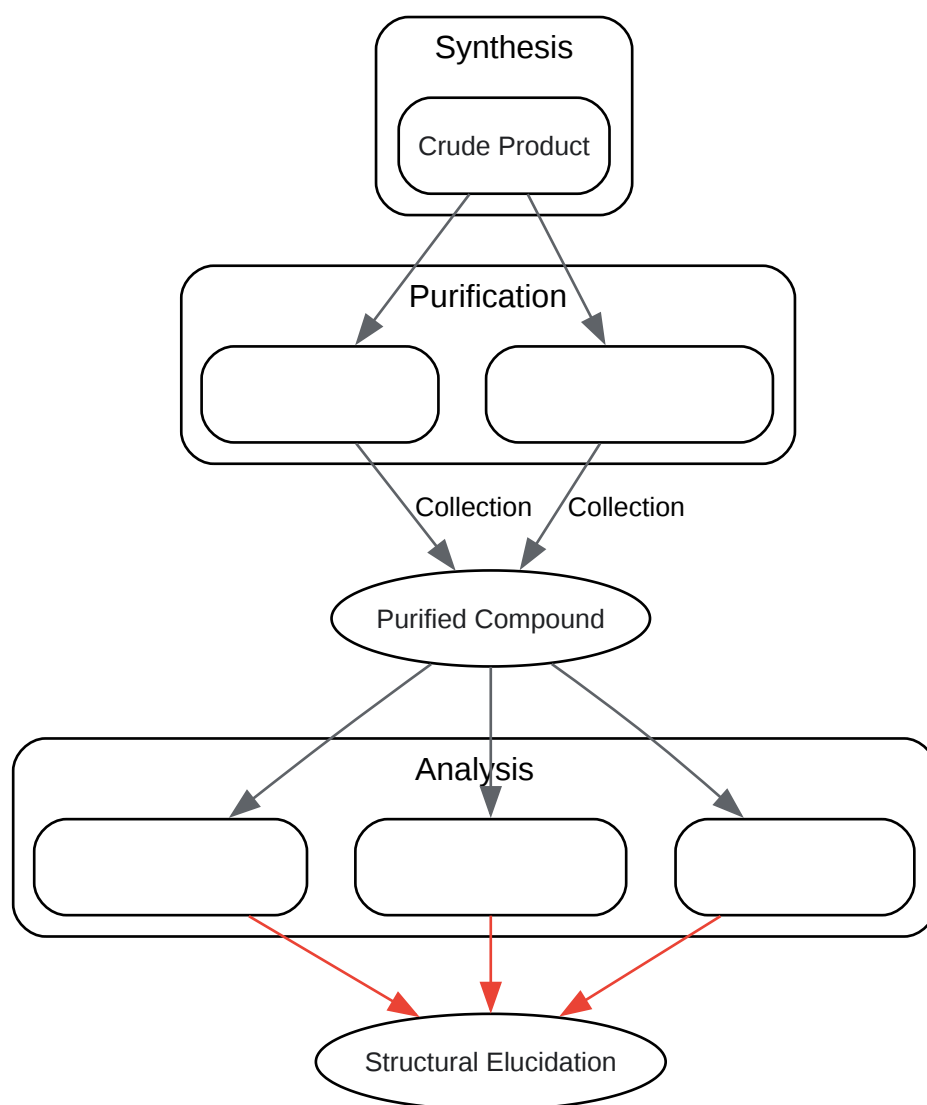 Synthesis
Crude Product
Purification
Collection
Collection
Purified Compound
Analysis
Structural Elucidation